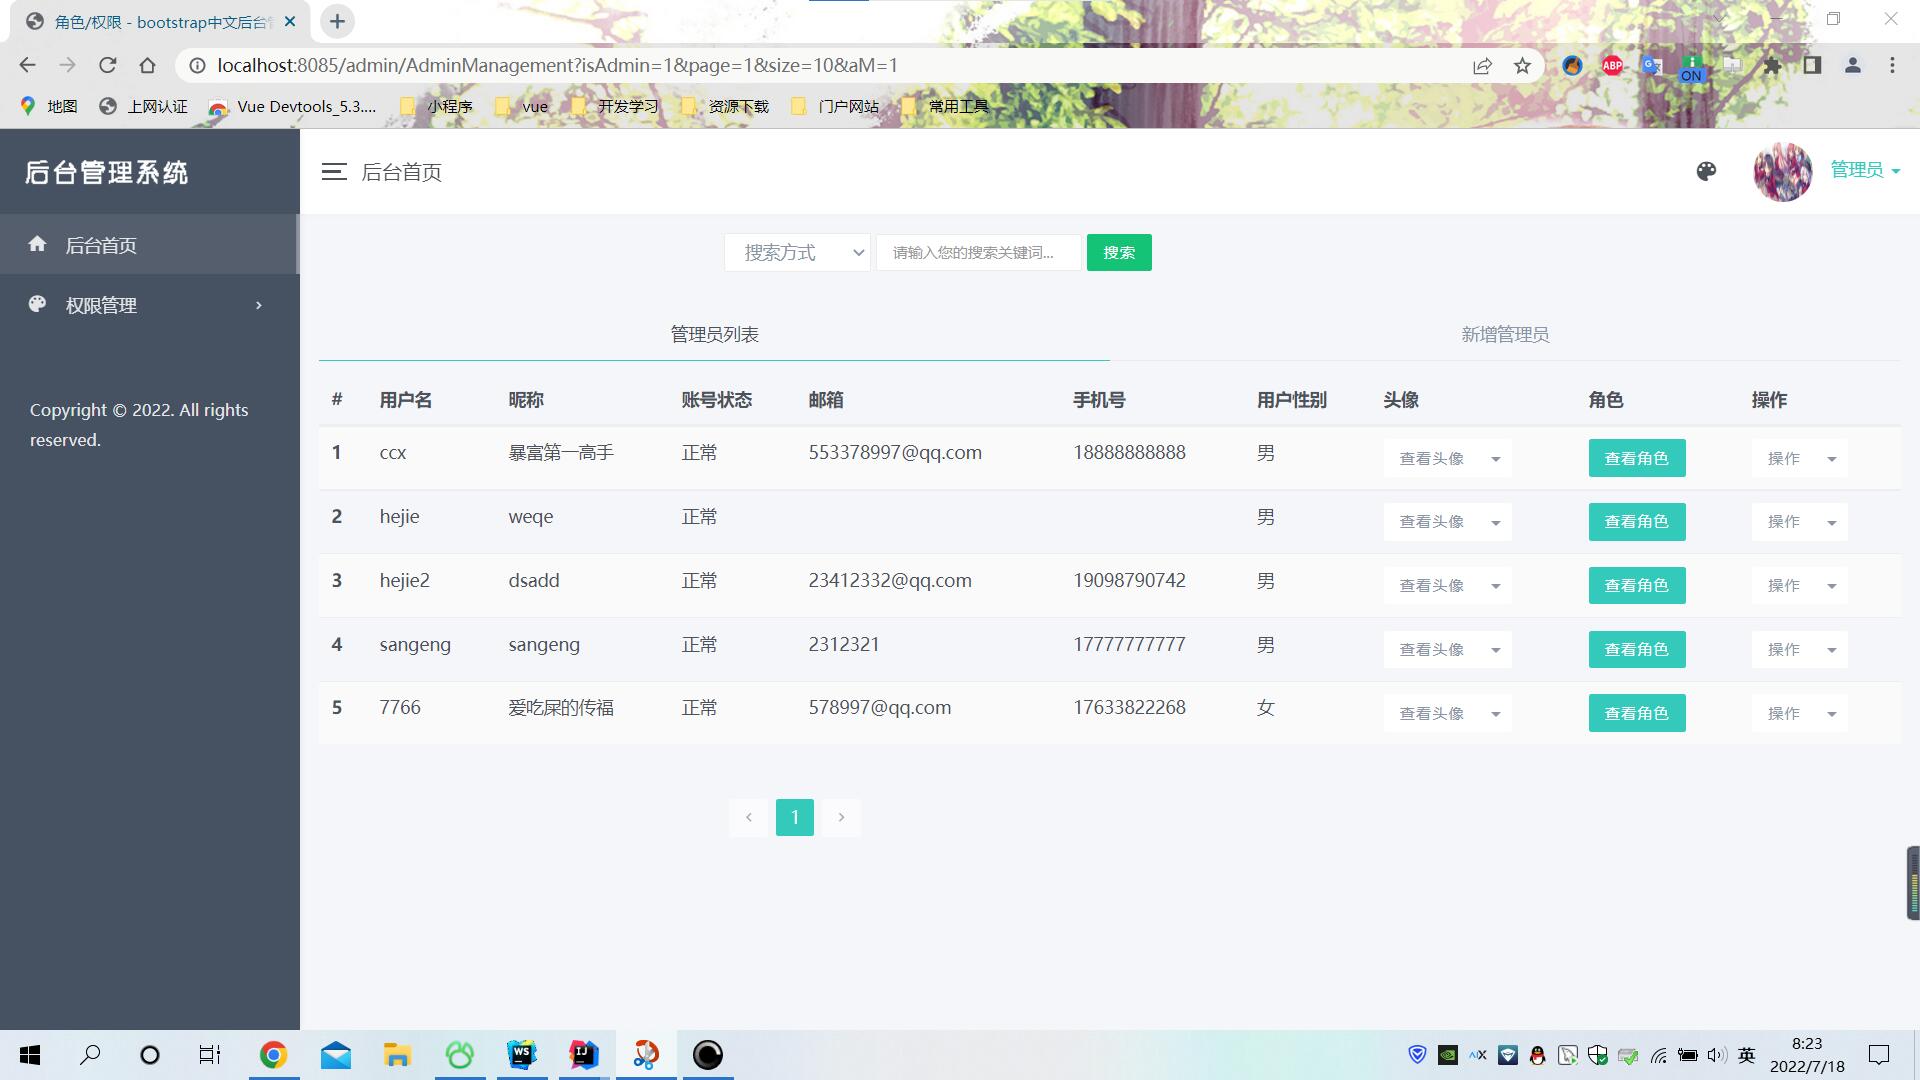 角色/权限 - bootstrap中文后台
localhost:8085/admin/AdminManagement?isAdmin=1&page=1&size=10&aM=1
ABP
ON
地图 上网认证 Vue Devtools_5.3.... 小程序 vue 开发学习 资源下载 门户网站 常用工具
后台管理系统
后台首页
管理员
后台首页
权限管理
Copyright © 2022. All rights
reserved.
搜索方式 请输入您的搜索关键词... 搜索
管理员列表 新增管理员
# 用户名 昵称 账号状态 邮箱 手机号 用户性别 头像 角色 操作
1 ccx 暴富第一高手 正常 553378997@qq.com 18888888888 男 查看头像 查看角色 操作
2 hejie weqe 正常 男 查看头像 查看角色 操作
3 hejie2 dsadd 正常 23412332@qq.com 19098790742 男 查看头像 查看角色 操作
4 sangeng sangeng 正常 2312321 17777777777 男 查看头像 查看角色 操作
5 7766 爱吃屎的传福 正常 578997@qq.com 17633822268 女 查看头像 查看角色 操作
1
WS
IJ
英
8:23
2022/7/18